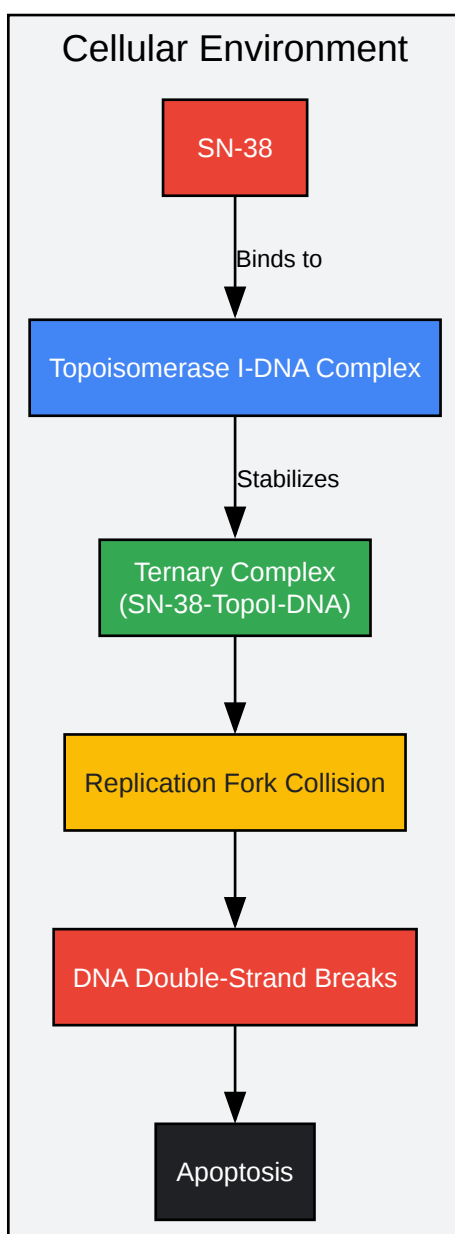 Cellular Environment
SN-38
Binds to
Topoisomerase I-DNA Complex
Stabilizes
Ternary Complex
(SN-38-TopoI-DNA)
Replication Fork Collision
DNA Double-Strand Breaks
Apoptosis